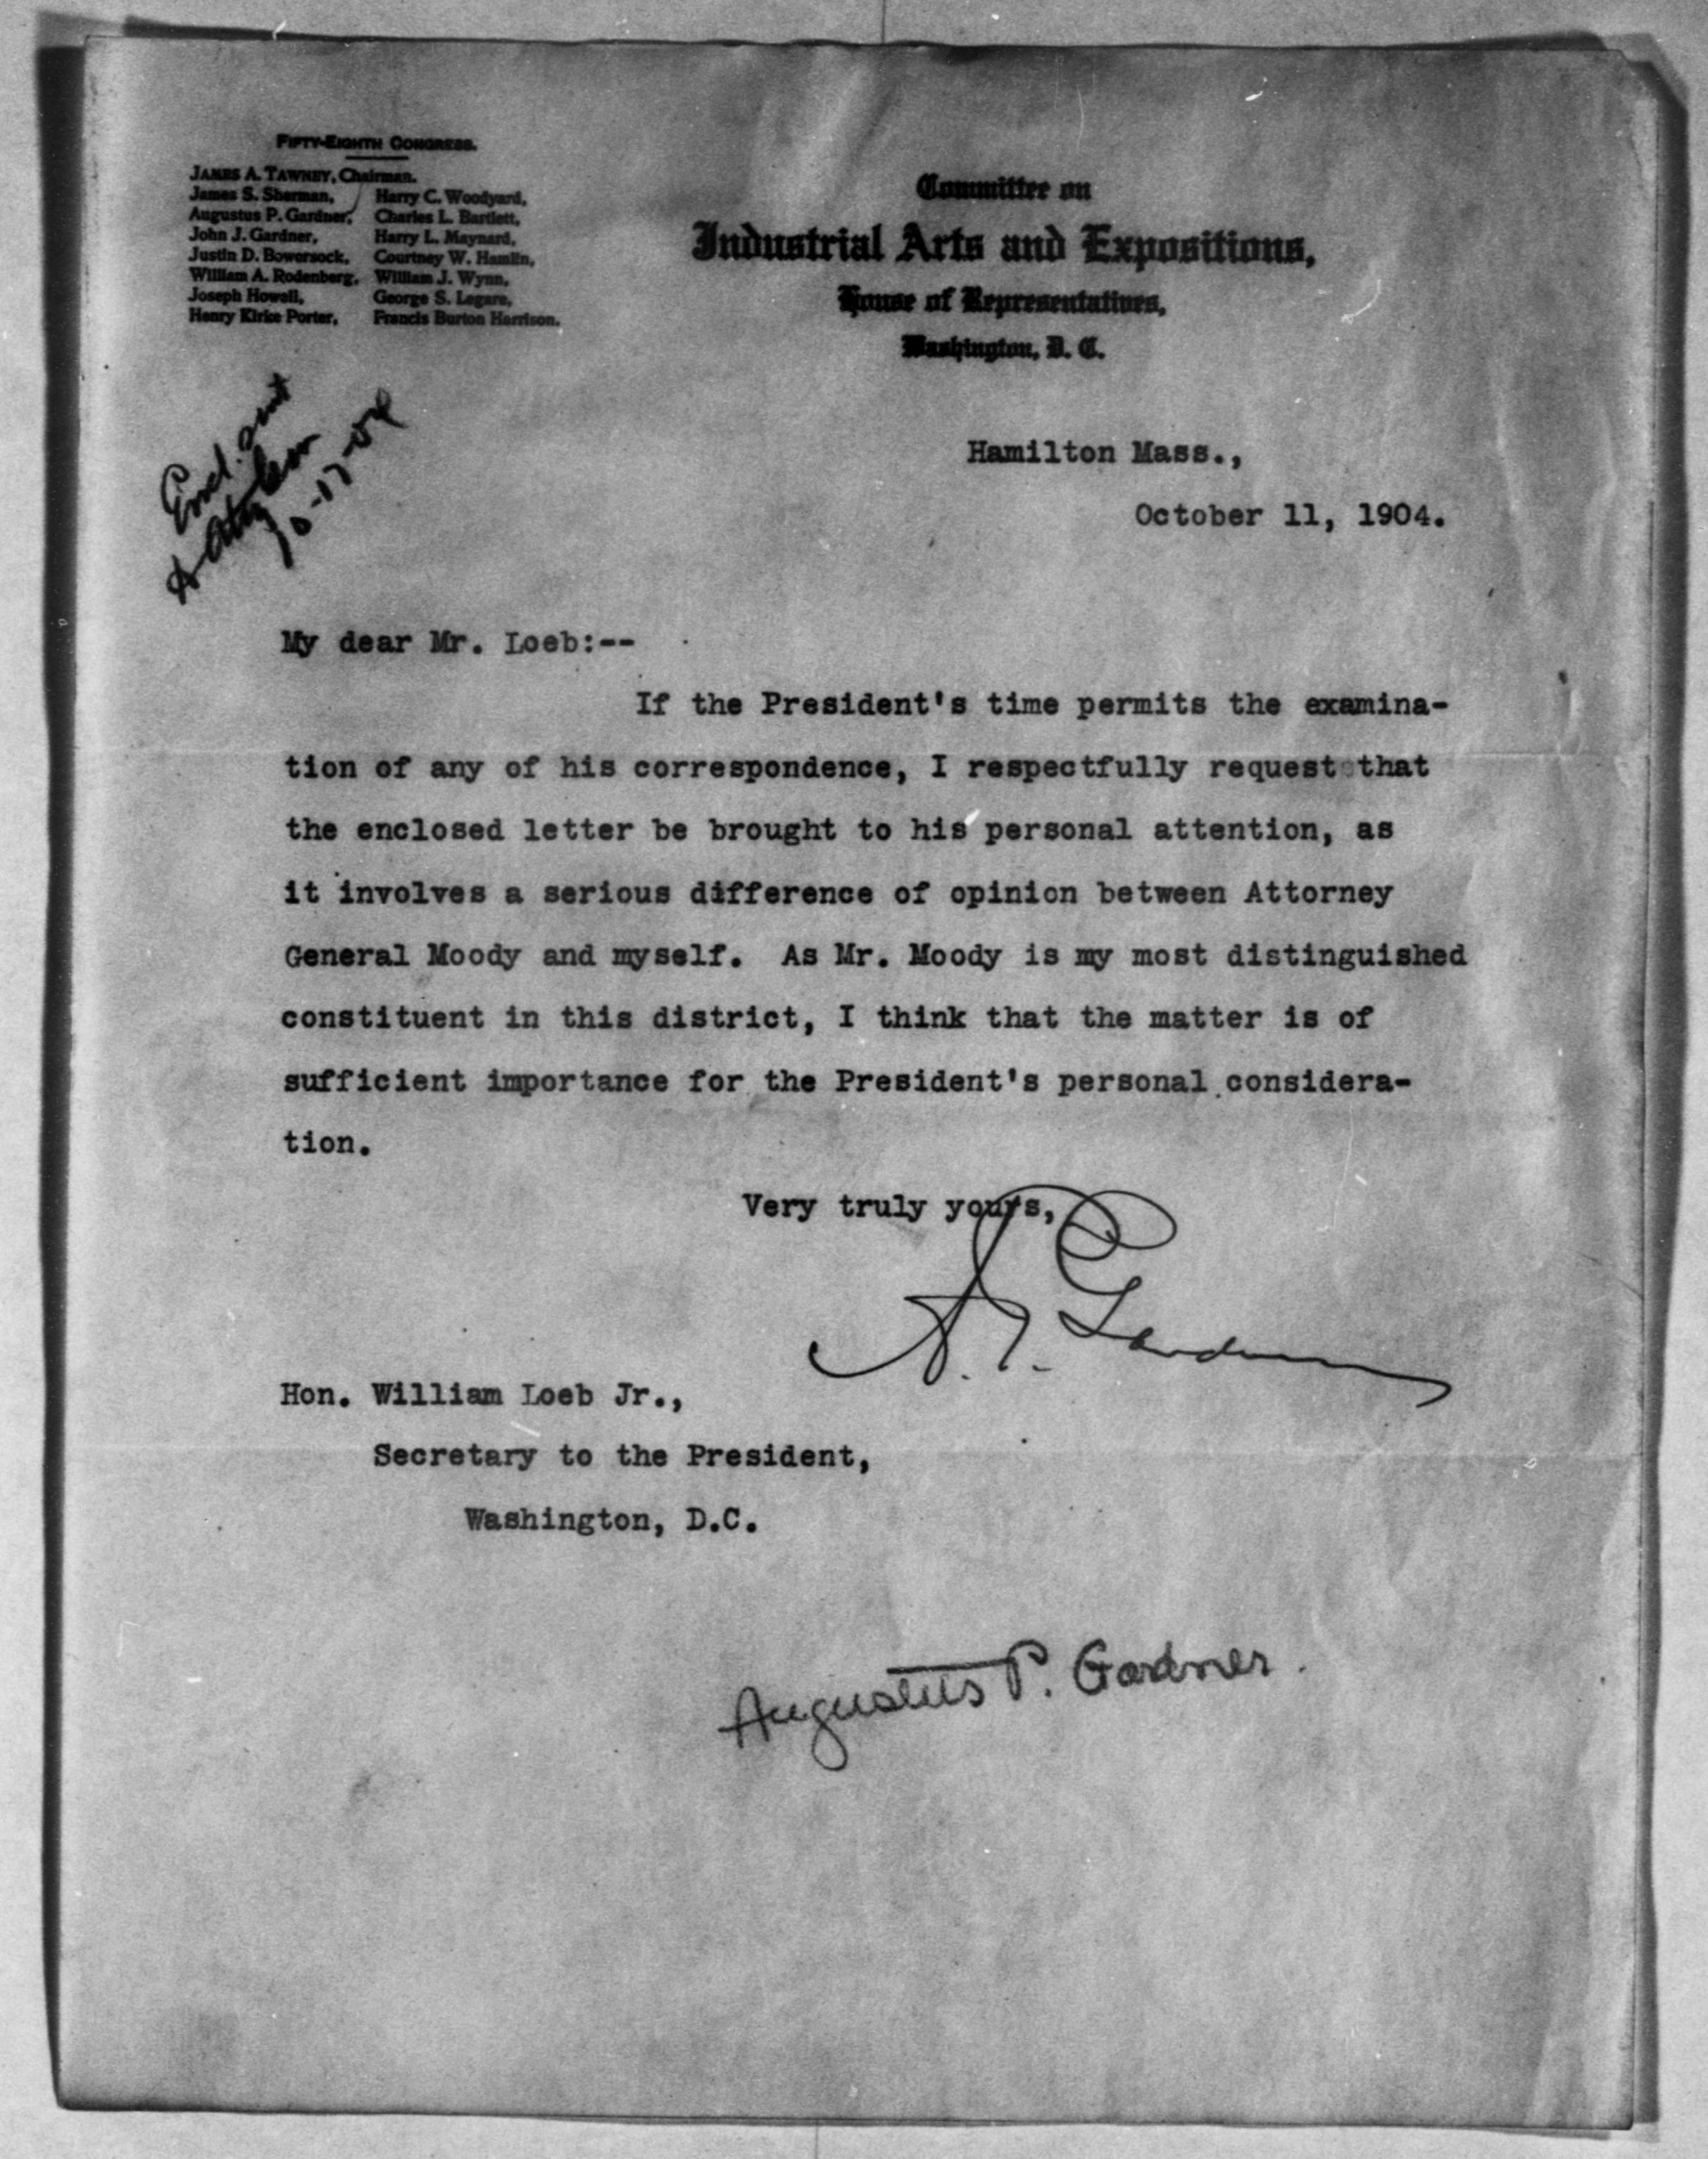 FIFTY-EIGHTH CONGRESS.
JAMES A. TAWNEY, Chairman.
James S. Sherman, Harry C. Woodyard,
Augustus P. Gardner, Charles L. Bartlett,
John J. Gardner, Harry L. Maynard,
Justin D. Bowersock, Courtney W. Hamlin,
William A. Rodenberg, William J. Wynn,
Joseph Howell, George S. Legare,
Henry Kirke Porter, Francis Burton Harrison.
Committee on
Industrial Arts and Expositions,
House of Representatives,
Washington, D. C.
Encl. sent
to Atty Gen
10-17-04
Hamilton Mass.,
October 11, 1904.
My dear Mr. Loeb:--
If the President's time permits the examina-
tion of any of his correspondence, I respectfully request that
the enclosed letter be brought to his personal attention, as
it involves a serious difference of opinion between Attorney
General Moody and myself. As Mr. Moody is my most distinguished
constituent in this district, I think that the matter is of
sufficient importance for the President's personal considera-
tion.
Very truly yours,
A. P. Gardner
Hon. William Loeb Jr.,
Secretary to the President,
Washington, D.C.
Augustus P. Gardner.